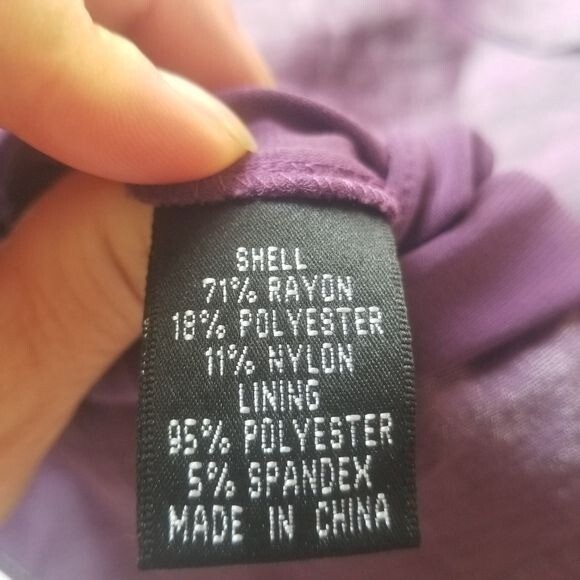 SHELL
71% RAYON
18% POLYESTER
11% NYLON
LINING
95% POLYESTER
5% SPANDEX
MADE IN CHINA